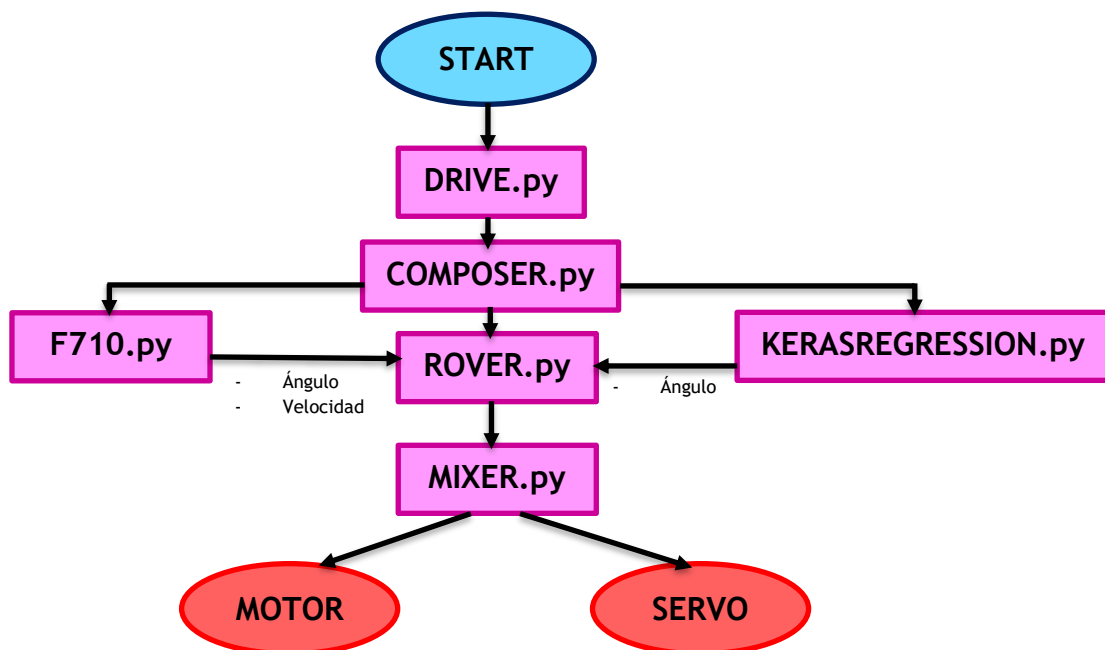 START
DRIVE.py
COMPOSER.py
F710.py
ROVER.py
KERASREGRESSION.py
- Ángulo
- Velocidad
- Ángulo
MIXER.py
MOTOR
SERVO